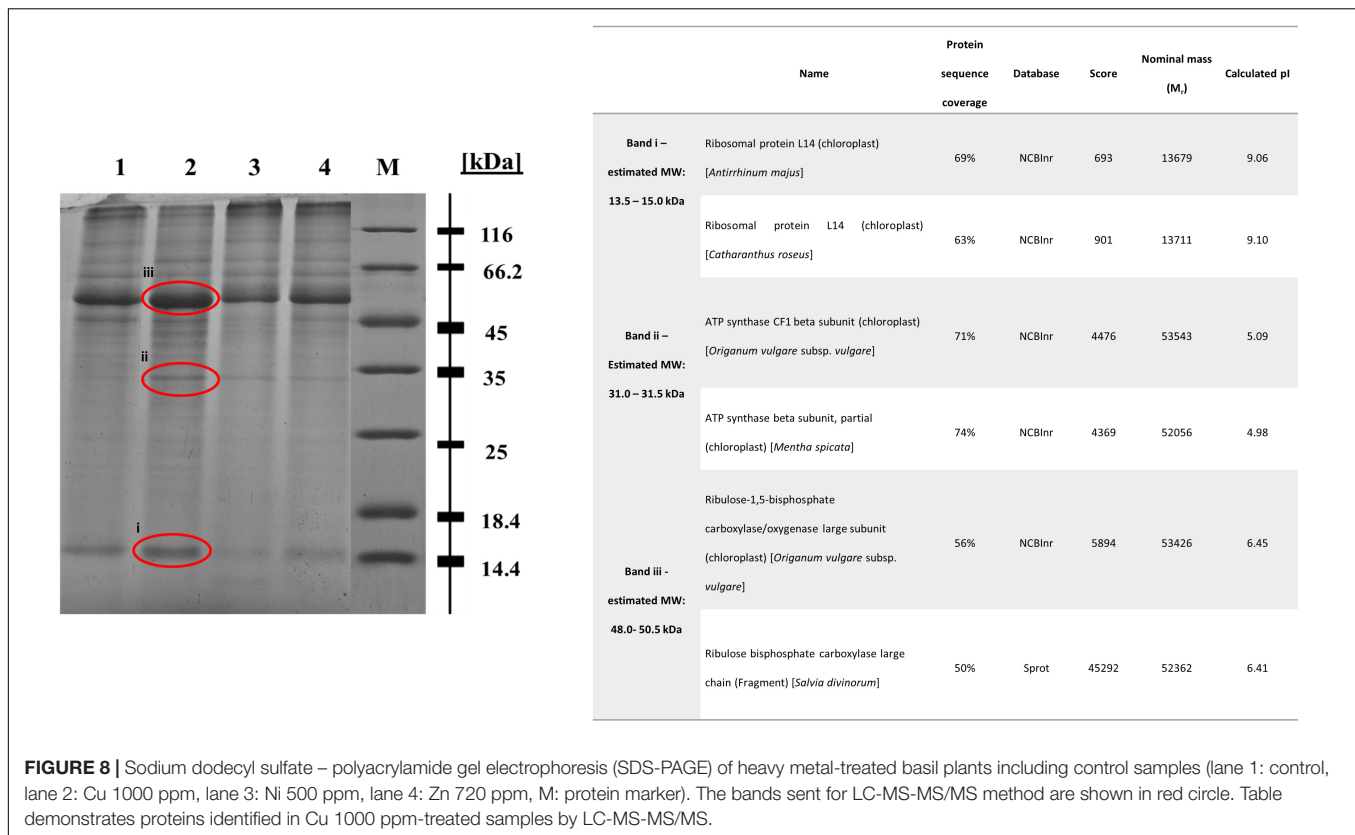 1 2 3 4 M [kDa]
116
66.2
45
35
25
18.4
14.4
iii
ii
i
Name Protein sequence coverage Database Score Nominal mass (Mr) Calculated pI
Band i –
estimated MW:
13.5 – 15.0 kDa
Ribosomal protein L14 (chloroplast)
[Antirrhinum majus]
69% NCBInr 693 13679 9.06
Ribosomal protein L14 (chloroplast)
[Catharanthus roseus]
63% NCBInr 901 13711 9.10
Band ii –
Estimated MW:
31.0 – 31.5 kDa
ATP synthase CF1 beta subunit (chloroplast)
[Origanum vulgare subsp. vulgare]
71% NCBInr 4476 53543 5.09
ATP synthase beta subunit, partial
(chloroplast) [Mentha spicata]
74% NCBInr 4369 52056 4.98
Band iii -
estimated MW:
48.0- 50.5 kDa
Ribulose-1,5-bisphosphate
carboxylase/oxygenase large subunit
(chloroplast) [Origanum vulgare subsp.
vulgare]
56% NCBInr 5894 53426 6.45
Ribulose bisphosphate carboxylase large
chain (Fragment) [Salvia divinorum]
50% Sprot 45292 52362 6.41
FIGURE 8 | Sodium dodecyl sulfate – polyacrylamide gel electrophoresis (SDS-PAGE) of heavy metal-treated basil plants including control samples (lane 1: control,
lane 2: Cu 1000 ppm, lane 3: Ni 500 ppm, lane 4: Zn 720 ppm, M: protein marker). The bands sent for LC-MS-MS/MS method are shown in red circle. Table
demonstrates proteins identified in Cu 1000 ppm-treated samples by LC-MS-MS/MS.